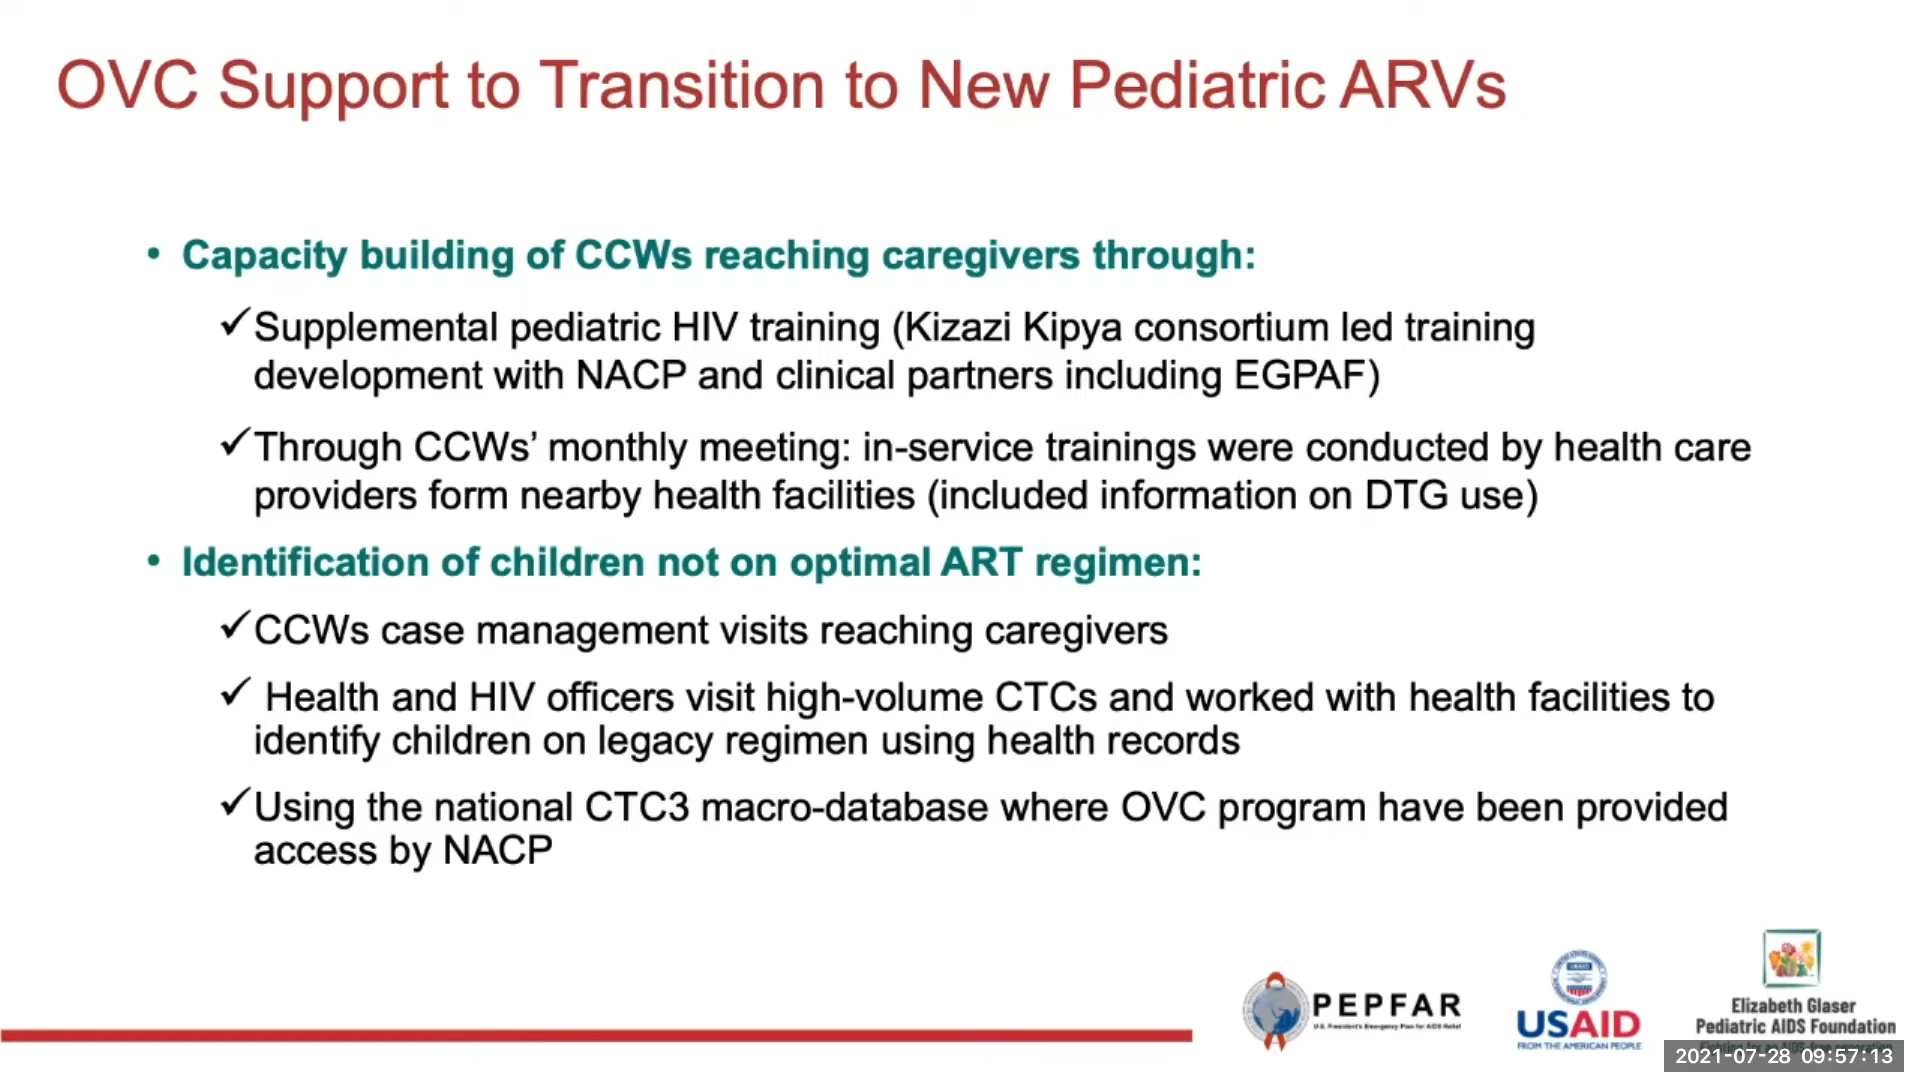 OVC Support to Transition to New Pediatric ARVs
• Capacity building of CCWs reaching caregivers through:
✓Supplemental pediatric HIV training (Kizazi Kipya consortium led training
development with NACP and clinical partners including EGPAF)
✓Through CCWs’ monthly meeting: in-service trainings were conducted by health care
providers form nearby health facilities (included information on DTG use)
• Identification of children not on optimal ART regimen:
✓CCWs case management visits reaching caregivers
✓ Health and HIV officers visit high-volume CTCs and worked with health facilities to
identify children on legacy regimen using health records
✓Using the national CTC3 macro-database where OVC program have been provided
access by NACP
PEPFAR
U.S. President's Emergency Plan for AIDS Relief
USAID
FROM THE AMERICAN PEOPLE
Elizabeth Glaser
Pediatric AIDS Foundation
2021-07-28 09:57:13